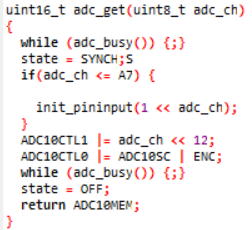 uint16_t adc_get(uint8_t adc_ch)
{
while (adc_busy()) {;}
state = SYNCH;S
if(adc_ch <= A7) {
init_pininput(1 << adc_ch);
}
ADC10CTL1 |= adc_ch << 12;
ADC10CTL0 |= ADC10SC | ENC;
while (adc_busy()) {;}
state = OFF;
return ADC10MEM;
}